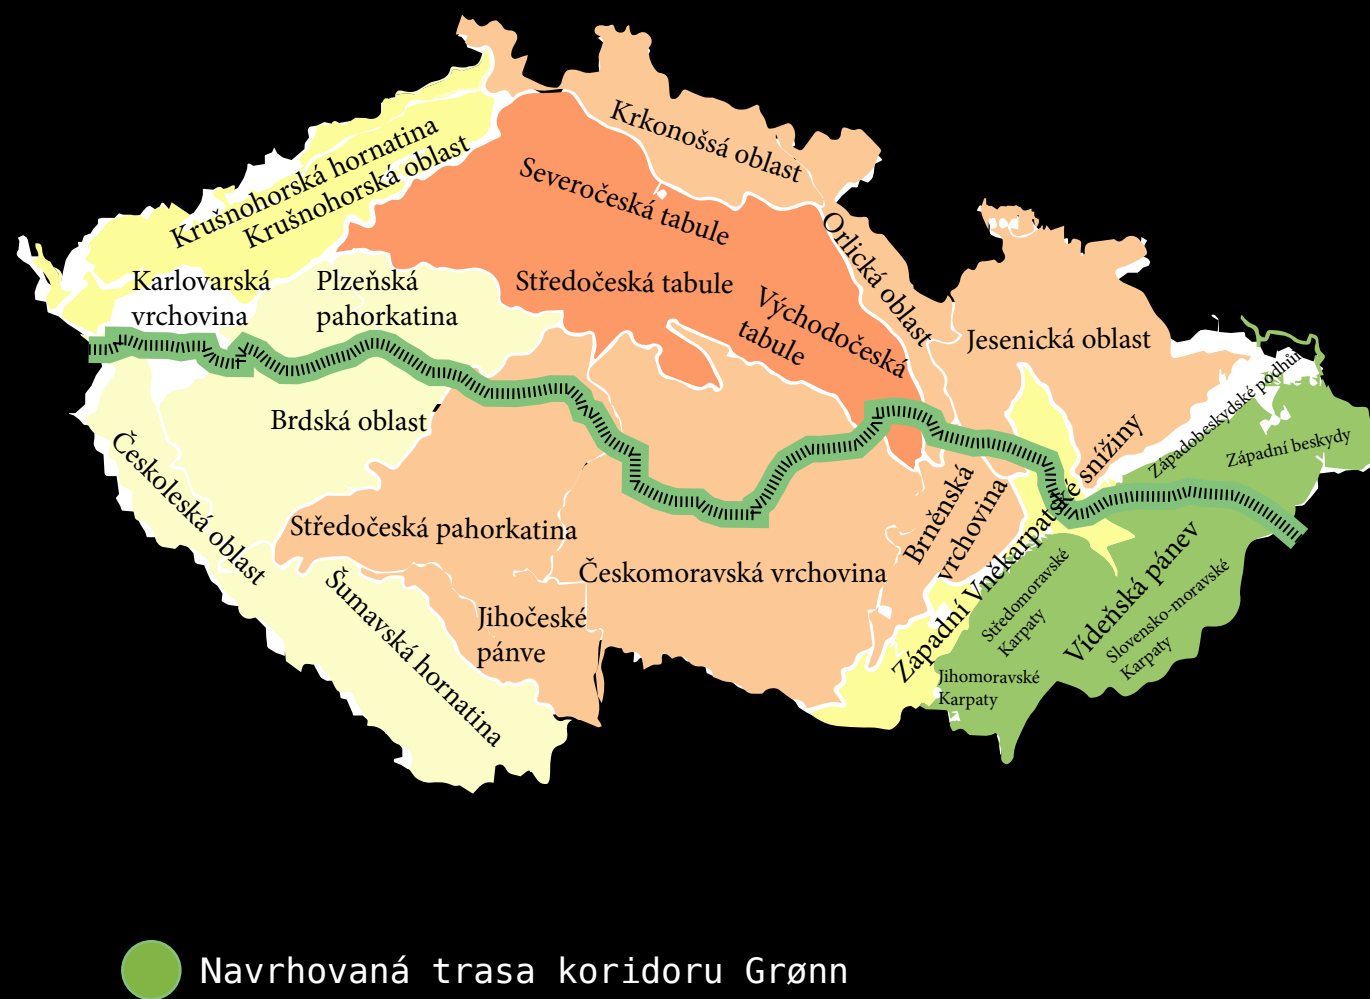 Krkonošsá oblast
Krušnohorská hornatina
Krušnohorská oblast
Severočeská tabule
Orlická oblast
Karlovarská
vrchovina
Plzeňská
pahorkatina
Středočeská tabule
Východočeská
tabule
Jesenická oblast
Západobeskydské podhůří
Západní beskydy
Brdská oblast
Českoleská oblast
Středočeská pahorkatina
Českomoravská vrchovina
Brněnská
vrchovina
Západní Vněkarpatské snížiny
Středomoravské
Karpaty
Vídeňská pánev
Slovensko-moravské
Karpaty
Šumavská hornatina
Jihočeské
pánve
Jihomoravské
Karpaty
Navrhovaná trasa koridoru Grønn